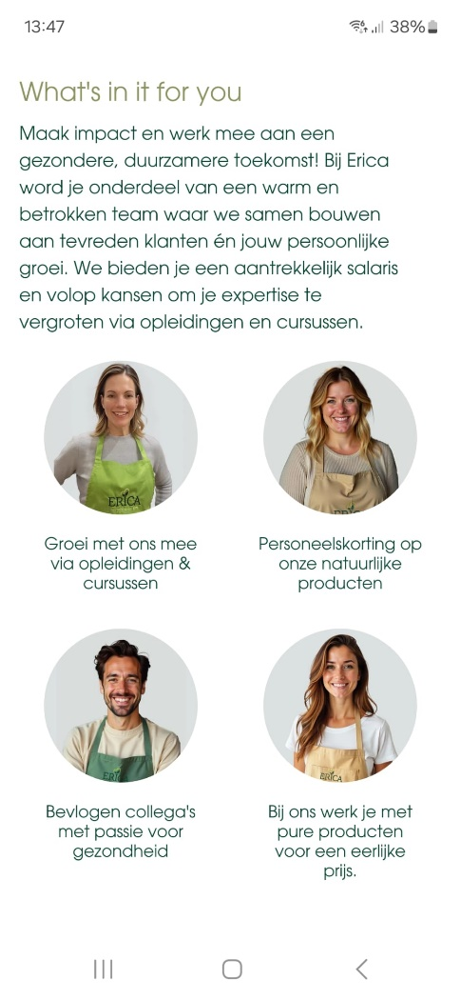 13:47
38%
What's in it for you
Maak impact en werk mee aan een
gezondere, duurzamere toekomst! Bij Erica
word je onderdeel van een warm en
betrokken team waar we samen bouwen
aan tevreden klanten én jouw persoonlijke
groei. We bieden je een aantrekkelijk salaris
en volop kansen om je expertise te
vergroten via opleidingen en cursussen.
ERICA
ERICA
Groei met ons mee
via opleidingen &
cursussen
Personeelskorting op
onze natuurlijke
producten
ERICA
ERICA
Bevlogen collega's
met passie voor
gezondheid
Bij ons werk je met
pure producten
voor een eerlijke
prijs.